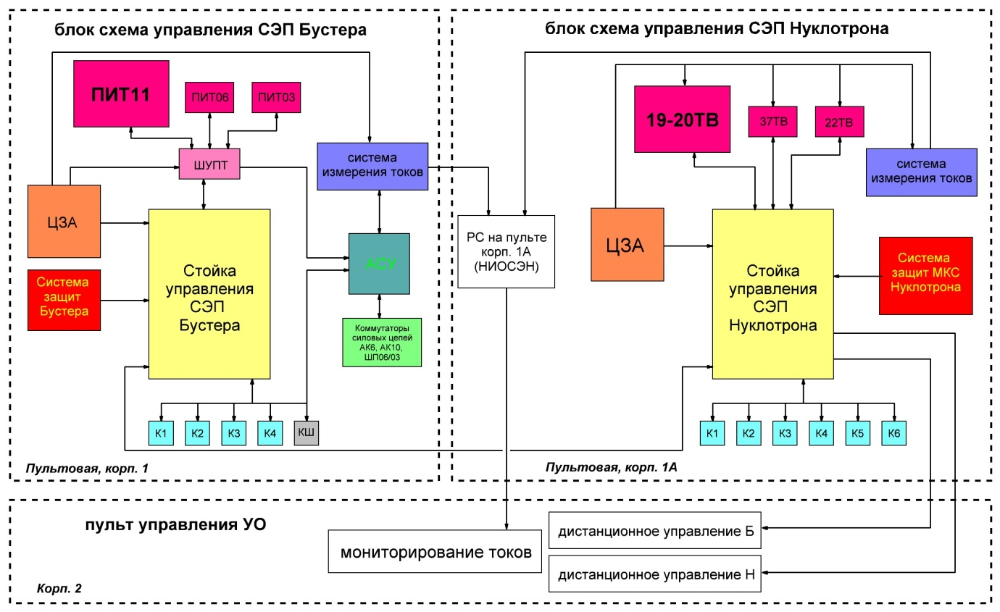 блок схема управления СЭП Бустера
ПИТ11
ПИТ06
ПИТ03
ШУПТ
система
измерения токов
ЦЗА
Стойка
управления
СЭП
Бустера
АСУ
Система
защит
Бустера
Коммутаторы
силовых цепей
АК6, АК10,
ШП06/03
К1
К2
К3
К4
КШ
Пультовая, корп. 1
блок схема управления СЭП Нуклотрона
19-20ТВ
37ТВ
22ТВ
система
измерения токов
РС на пульте
корп. 1А
(НИОСЭН)
ЦЗА
Стойка
управления
СЭП
Нуклотрона
Система
защит МКС
Нуклотрона
К1
К2
К3
К4
К5
К6
Пультовая, корп. 1А
пульт управления УО
мониторирование токов
дистанционное управление Б
дистанционное управление Н
Корп. 2